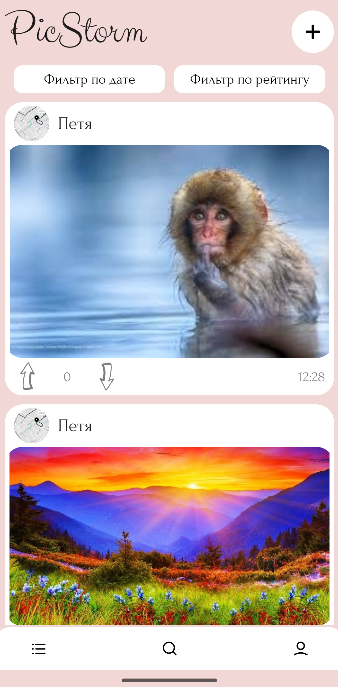 PicStorm
Фильтр по дате
Фильтр по рейтингу
Петя
0
12:28
Петя